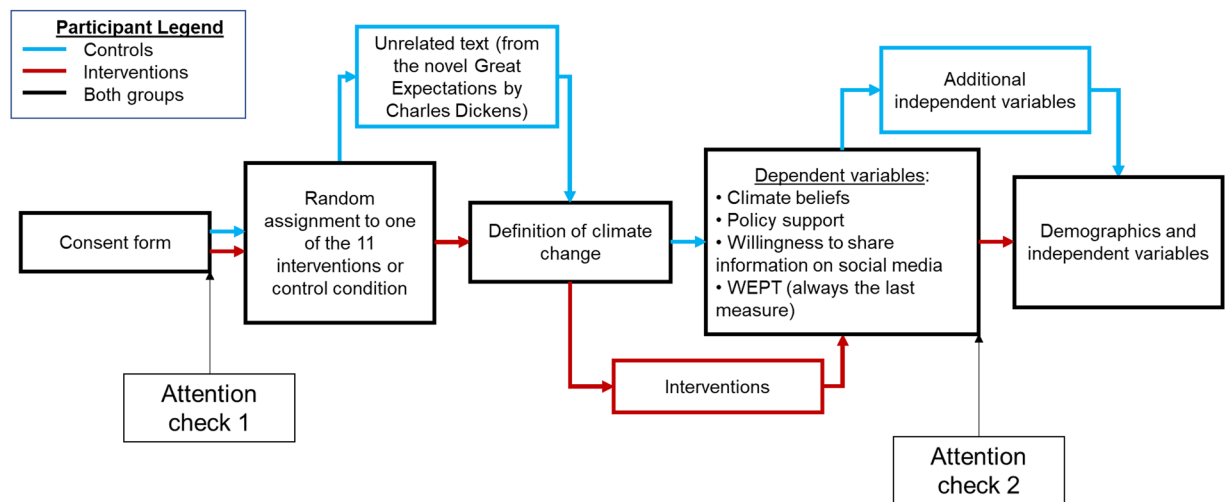 Participant Legend
Controls
Interventions
Both groups
Unrelated text (from
the novel Great
Expectations by
Charles Dickens)
Additional
independent variables
Consent form
Random
assignment to one
of the 11
interventions or
control condition
Definition of climate
change
Dependent variables:
• Climate beliefs
• Policy support
• Willingness to share
information on social media
• WEPT (always the last
measure)
Demographics and
independent variables
Interventions
Attention
check 1
Attention
check 2